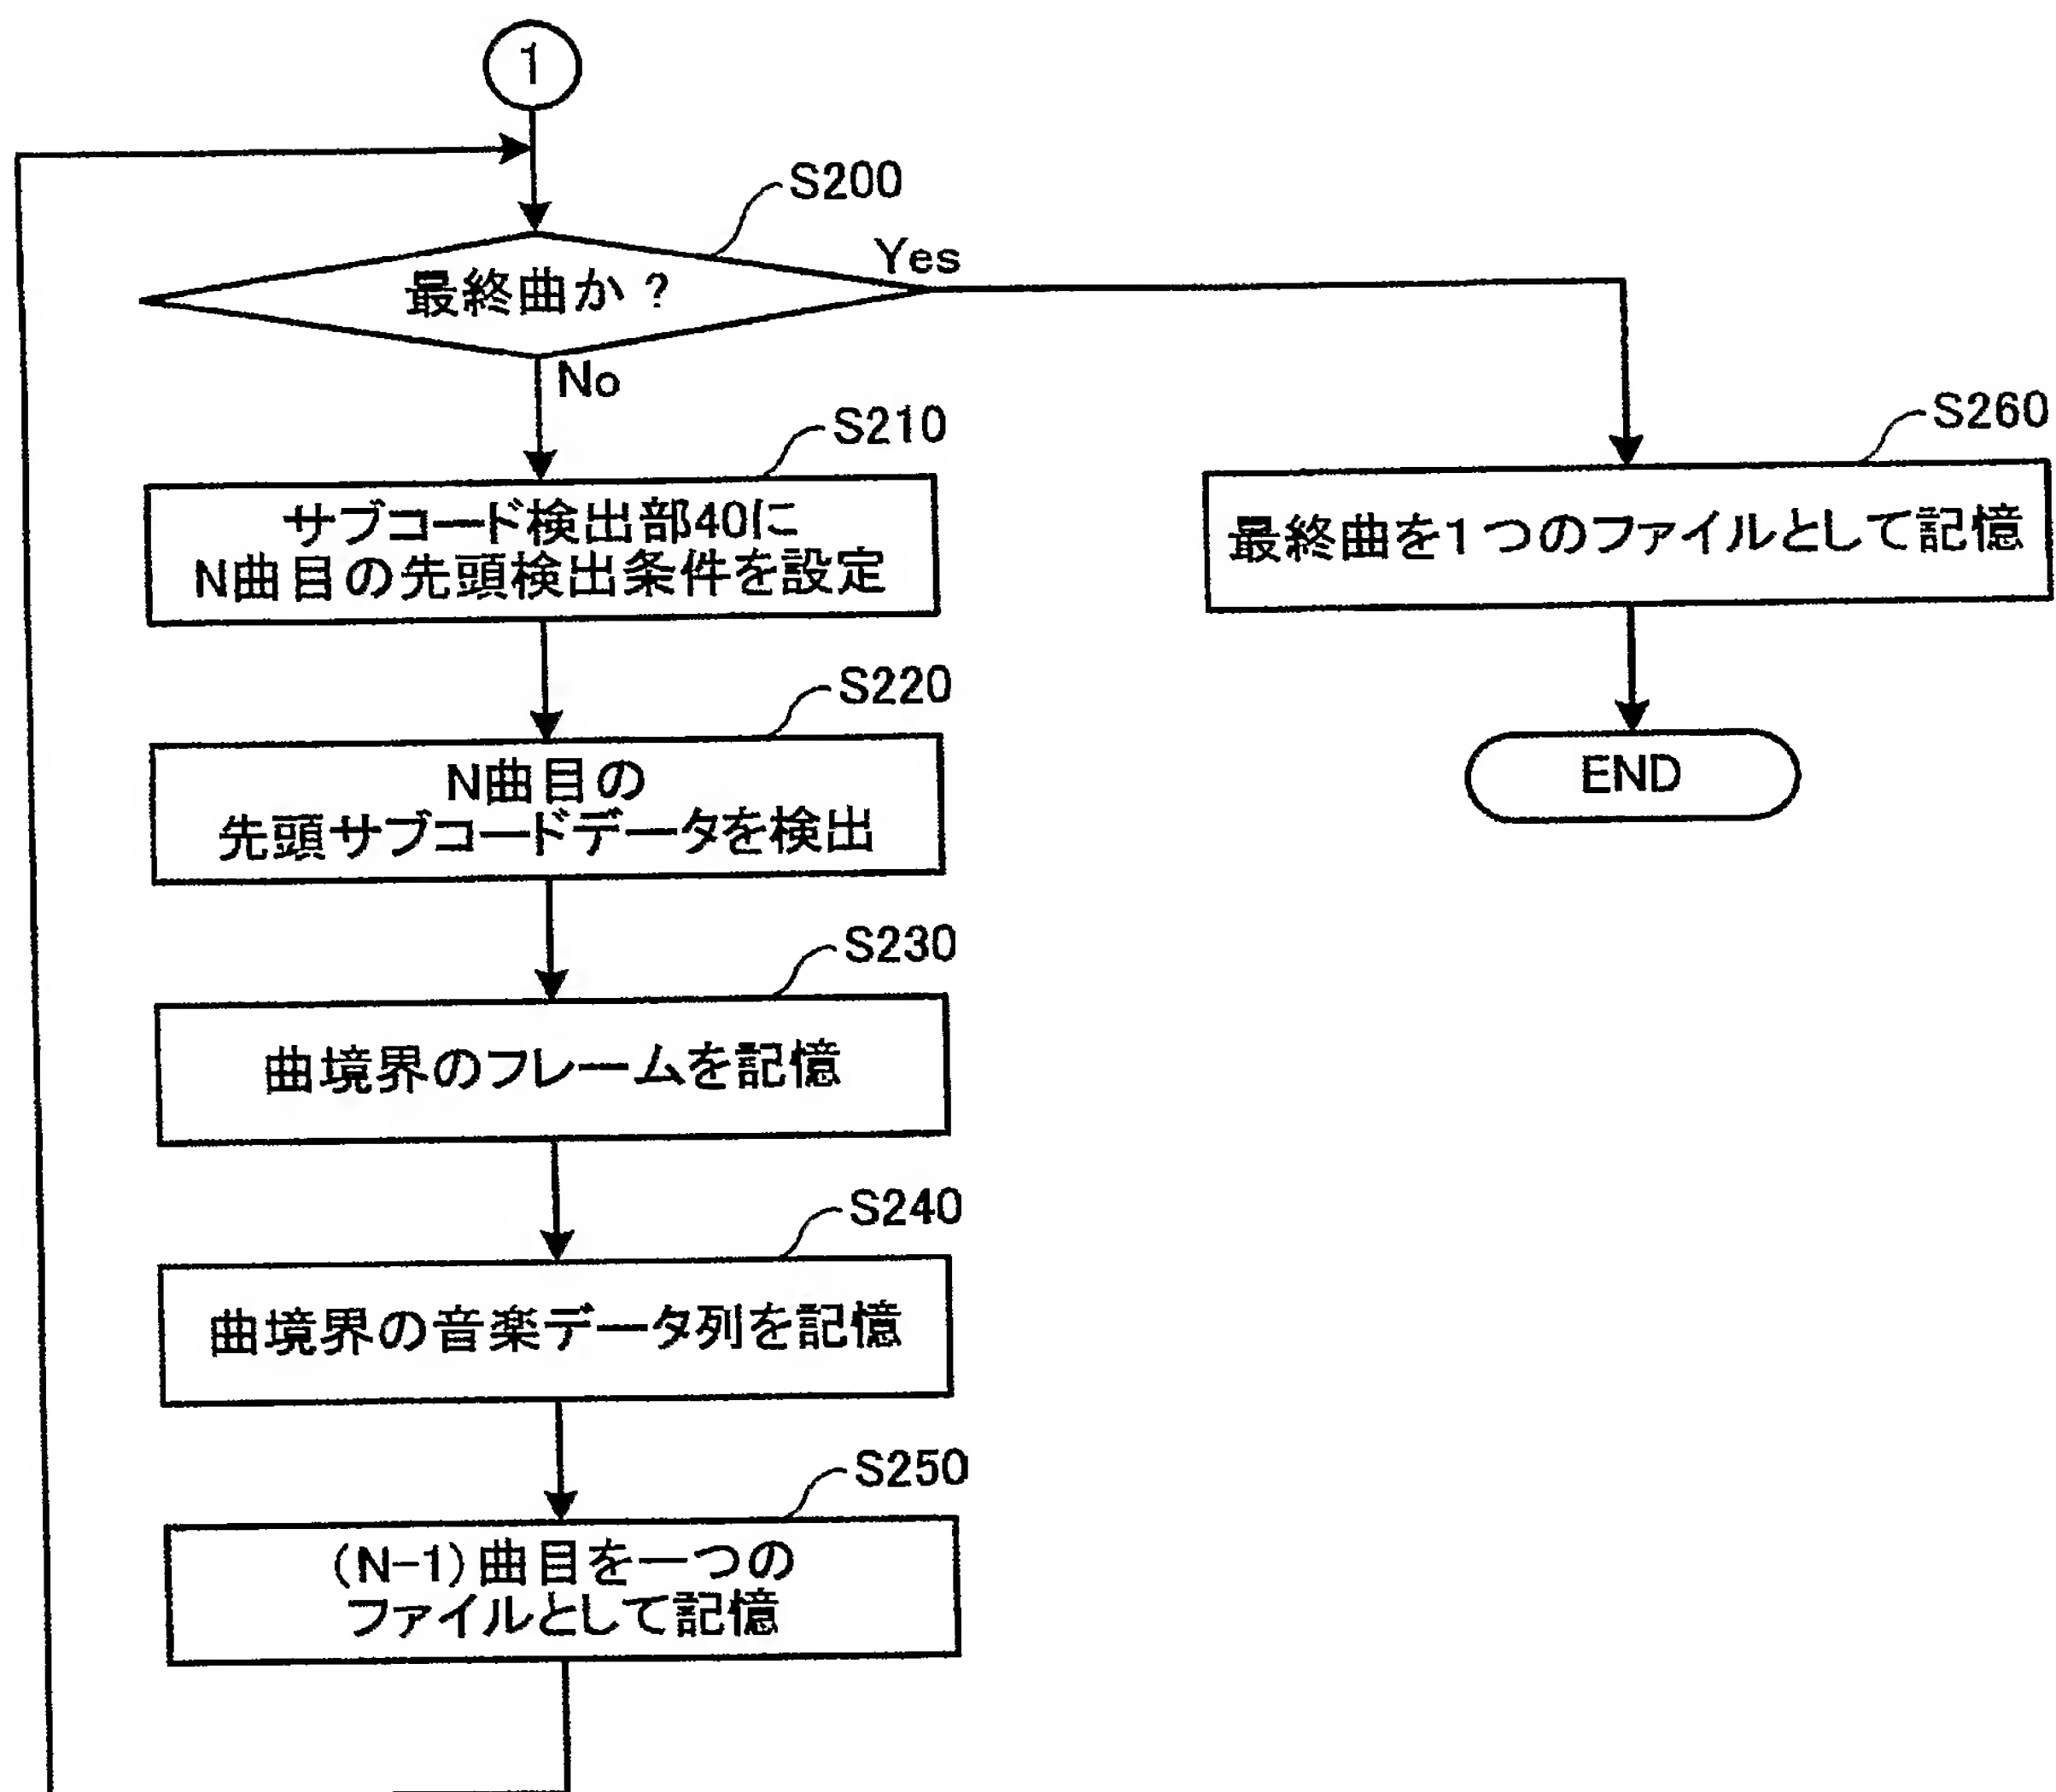 1
S200
最終曲か？
Yes
No
S210
サブコード検出部40に
N曲目の先頭検出条件を設定
S220
N曲目の
先頭サブコードデータを検出
S230
曲境界のフレームを記憶
S240
曲境界の音楽データ列を記憶
S250
(N-1)曲目を一つの
ファイルとして記憶
S260
最終曲を1つのファイルとして記憶
END